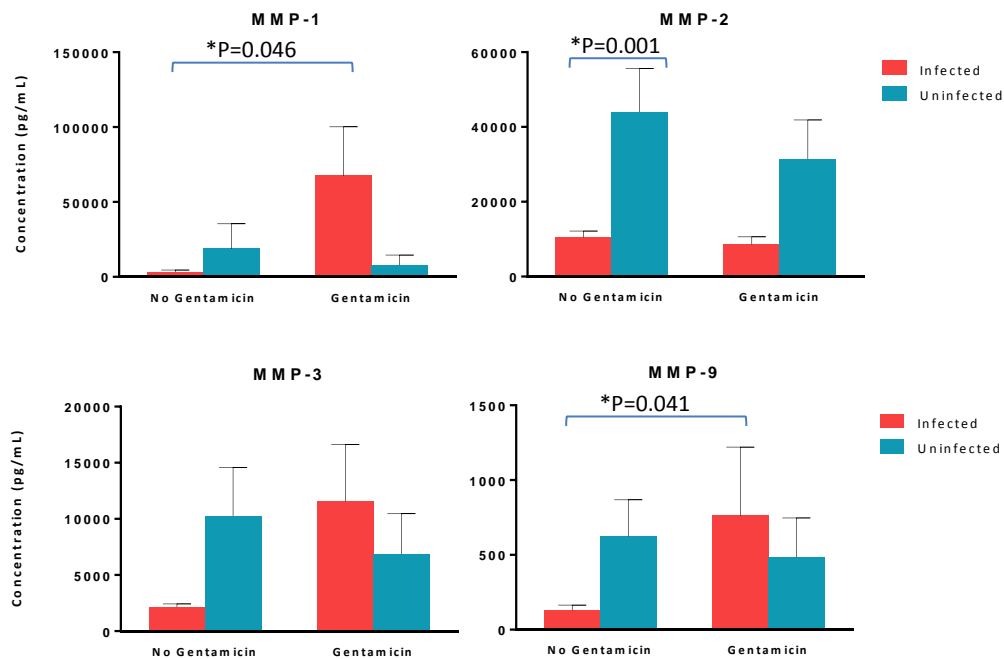 MMP-1
*P=0.046
150000
100000
50000
0
Concentration (pg/mL)
No Gentamicin
Gentamicin
MMP-2
*P=0.001
60000
40000
20000
0
No Gentamicin
Gentamicin
Infected
Uninfected
MMP-3
20000
15000
10000
5000
0
Concentration (pg/mL)
No Gentamicin
Gentamicin
MMP-9
*P=0.041
1500
1000
500
0
No Gentamicin
Gentamicin
Infected
Uninfected